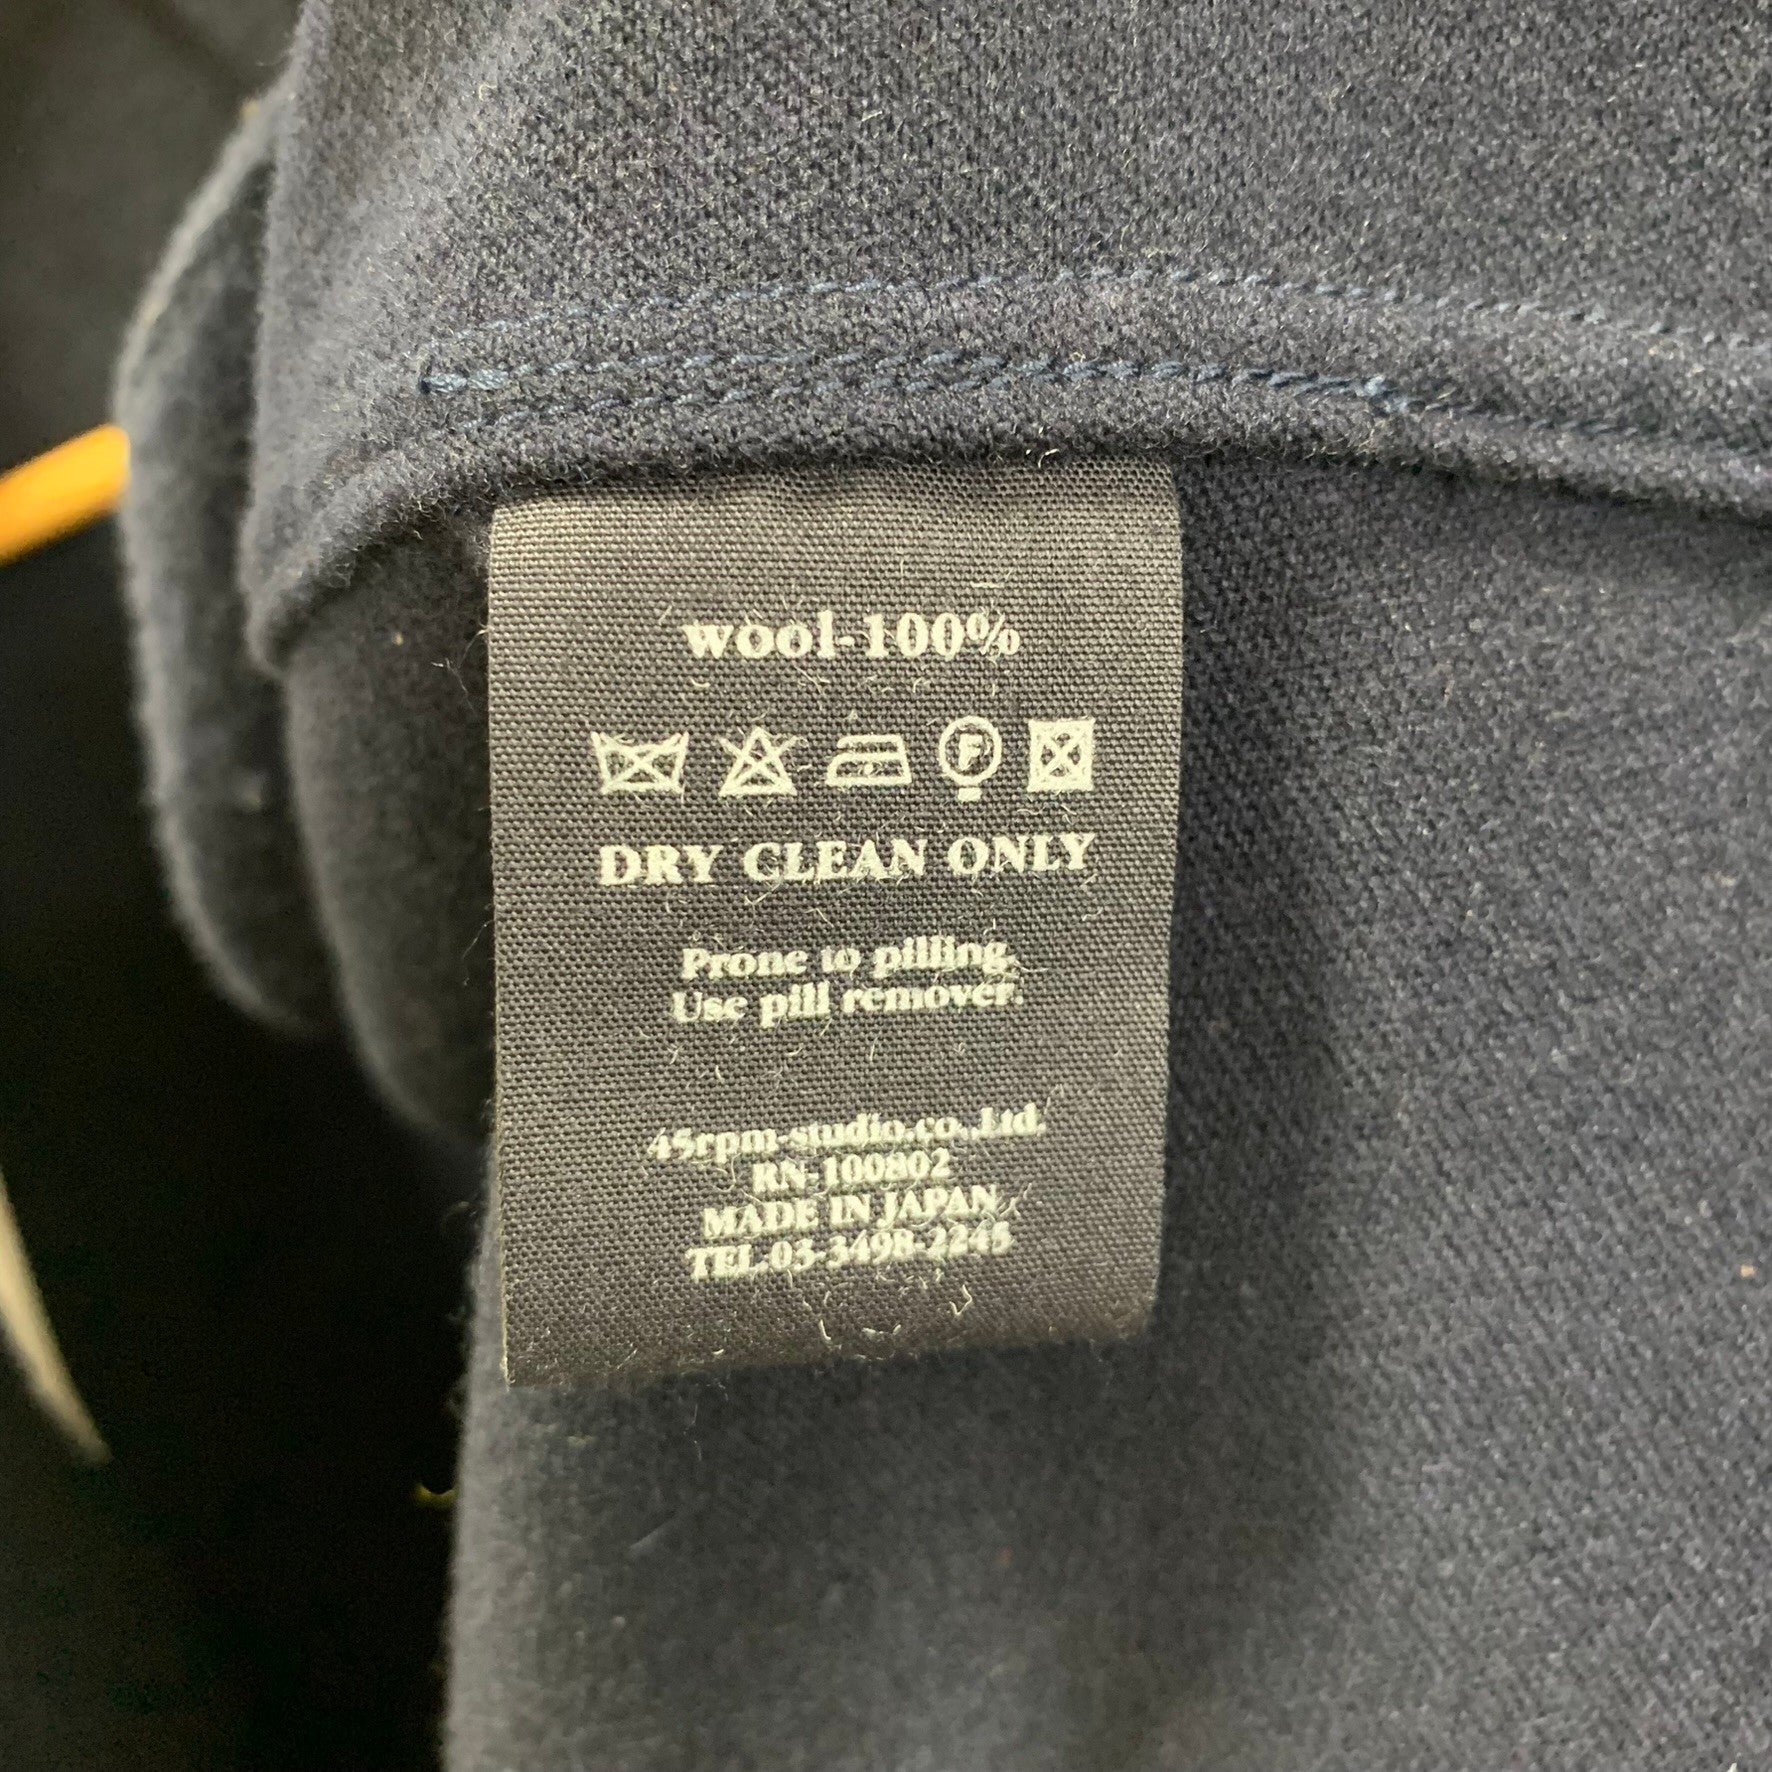 wool-100%
F
DRY CLEAN ONLY
Prone to pilling.
Use pill remover.
45rpm-studio.co.,Ltd.
RN-100802
MADE IN JAPAN
TEL.03-3498-2245